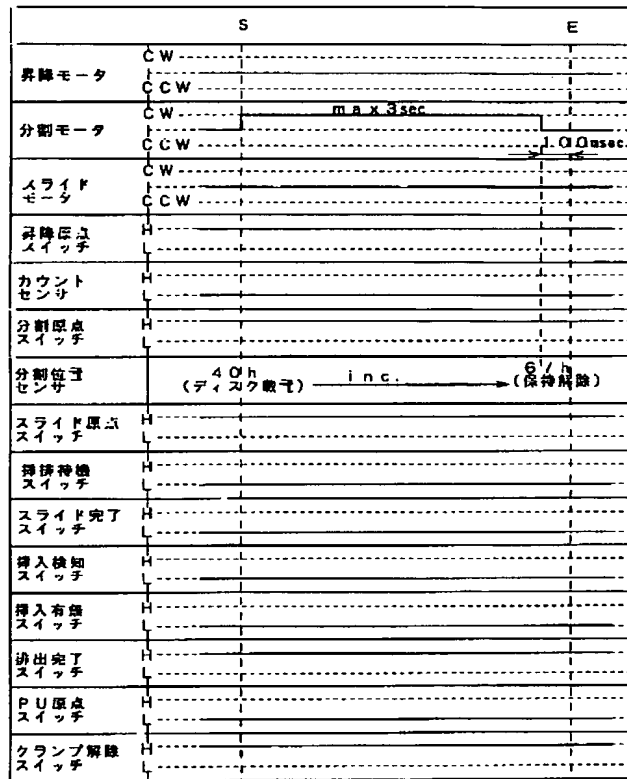 S E
昇降モータ CW
CCW
分割モータ CW max 3sec
CCW 100msec
スライド
モータ CW
CCW
昇降原点
スイッチ H
L
カウント
センサ H
L
分割原点
スイッチ H
L
分割位置
センサ 40h inc. 67h
(ディスク載置) (保持解除)
スライド原点
スイッチ H
L
挿排待機
スイッチ H
L
スライド完了
スイッチ H
L
挿入検知
スイッチ H
L
挿入有無
スイッチ H
L
排出完了
スイッチ H
L
PU原点
スイッチ H
L
クランプ解除
スイッチ H
L